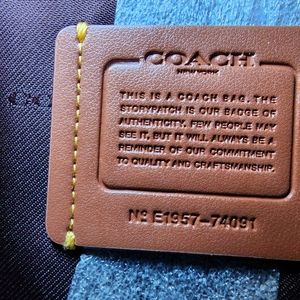 COACH
NEW YORK
THIS IS A COACH BAG. THE
STORYPATCH IS OUR BADGE OF
AUTHENTICITY. FEW PEOPLE MAY
SEE IT, BUT IT WILL ALWAYS BE A
REMINDER OF OUR COMMITMENT
TO QUALITY AND CRAFTSMANSHIP.
Nº E1957-74091